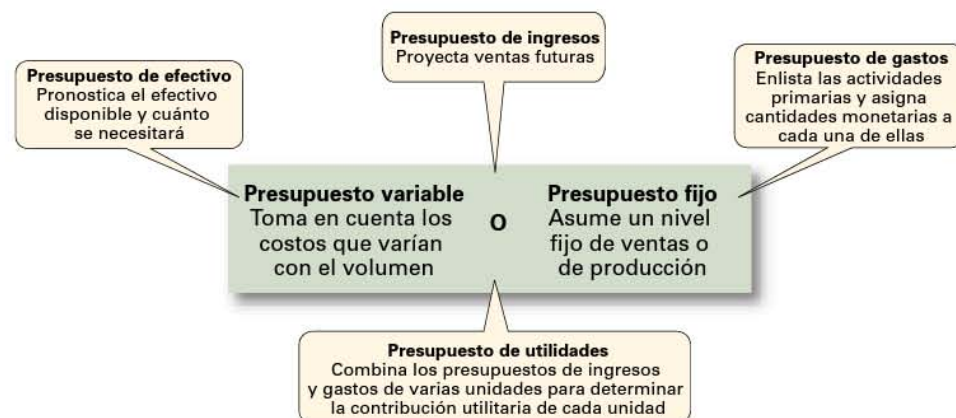 Presupuesto de ingresos
Proyecta ventas futuras
Presupuesto de efectivo
Pronostica el efectivo
disponible y cuánto
se necesitará
Presupuesto de gastos
Enlista las actividades
primarias y asigna
cantidades monetarias a
cada una de ellas
Presupuesto variable
Toma en cuenta los
costos que varían
con el volumen
O
Presupuesto fijo
Asume un nivel
fijo de ventas o
de producción
Presupuesto de utilidades
Combina los presupuestos de ingresos
y gastos de varias unidades para determinar
la contribución utilitaria de cada unidad